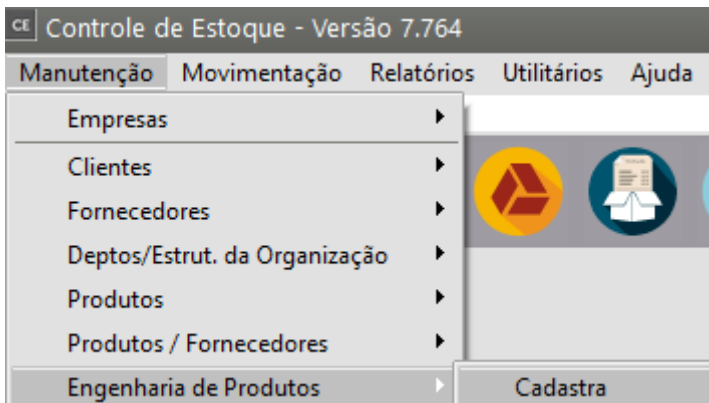 CE Controle de Estoque - Versão 7.764
Manutenção Movimentação Relatórios Utilitários Ajuda
Empresas
Clientes
Fornecedores
Deptos/Estrut. da Organização
Produtos
Produtos / Fornecedores
Engenharia de Produtos Cadastra